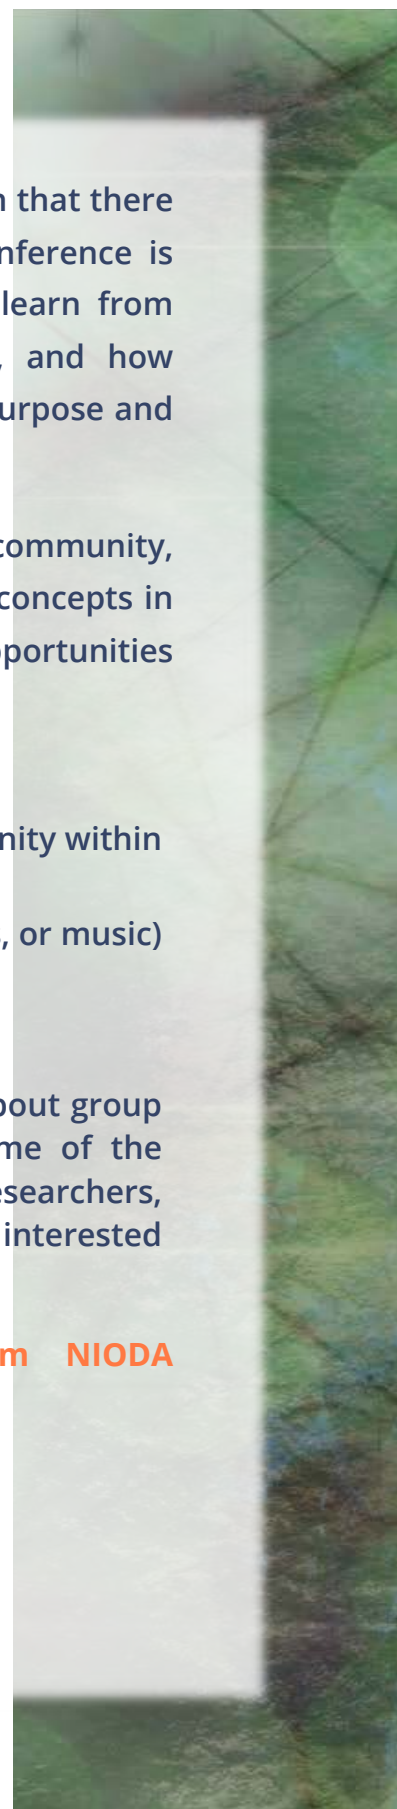 n that there
nference is
learn from
, and how
urpose and
community,
concepts in
pportunities
nity within
, or music)
bout group
me of the
esearchers,
interested
m NIODA